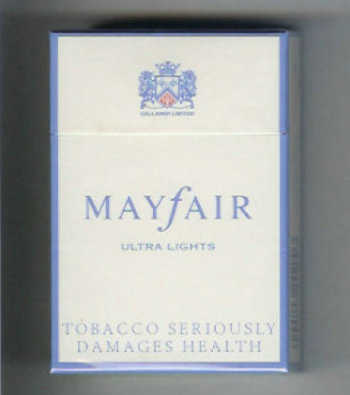 GALLAHER LIMITED
MAYfAIR
ULTRA LIGHTS
TOBACCO SERIOUSLY
DAMAGES HEALTH